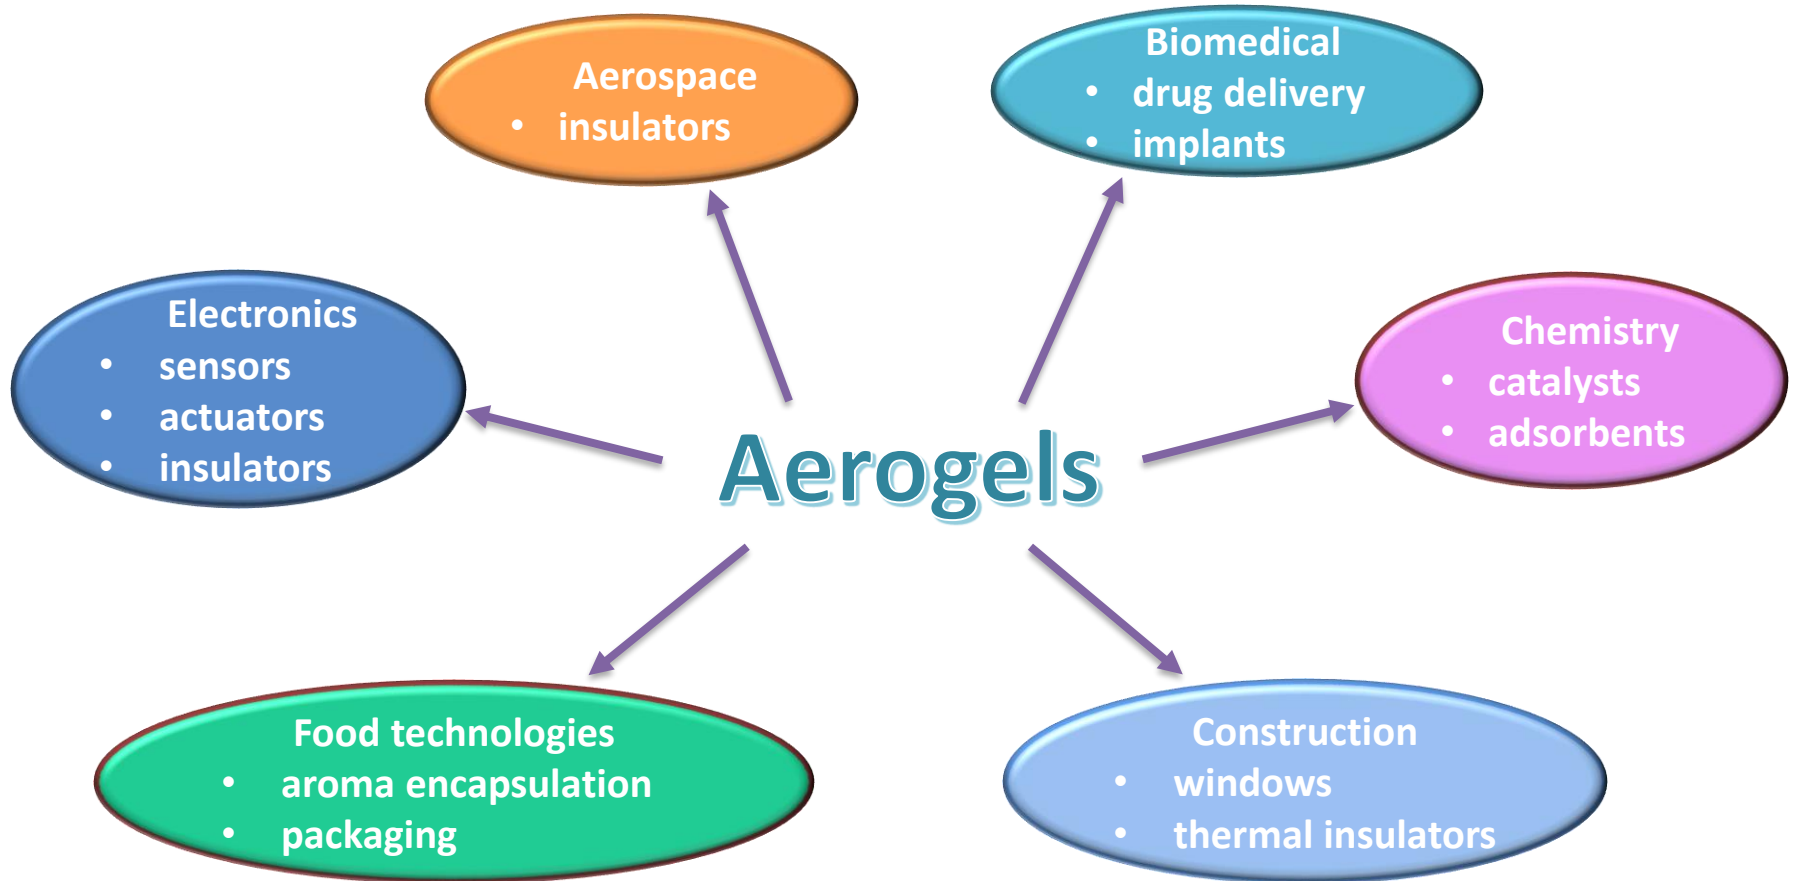 Aerospace
• insulators
Biomedical
• drug delivery
• implants
Electronics
• sensors
• actuators
• insulators
Chemistry
• catalysts
• adsorbents
Aerogels
Food technologies
• aroma encapsulation
• packaging
Construction
• windows
• thermal insulators